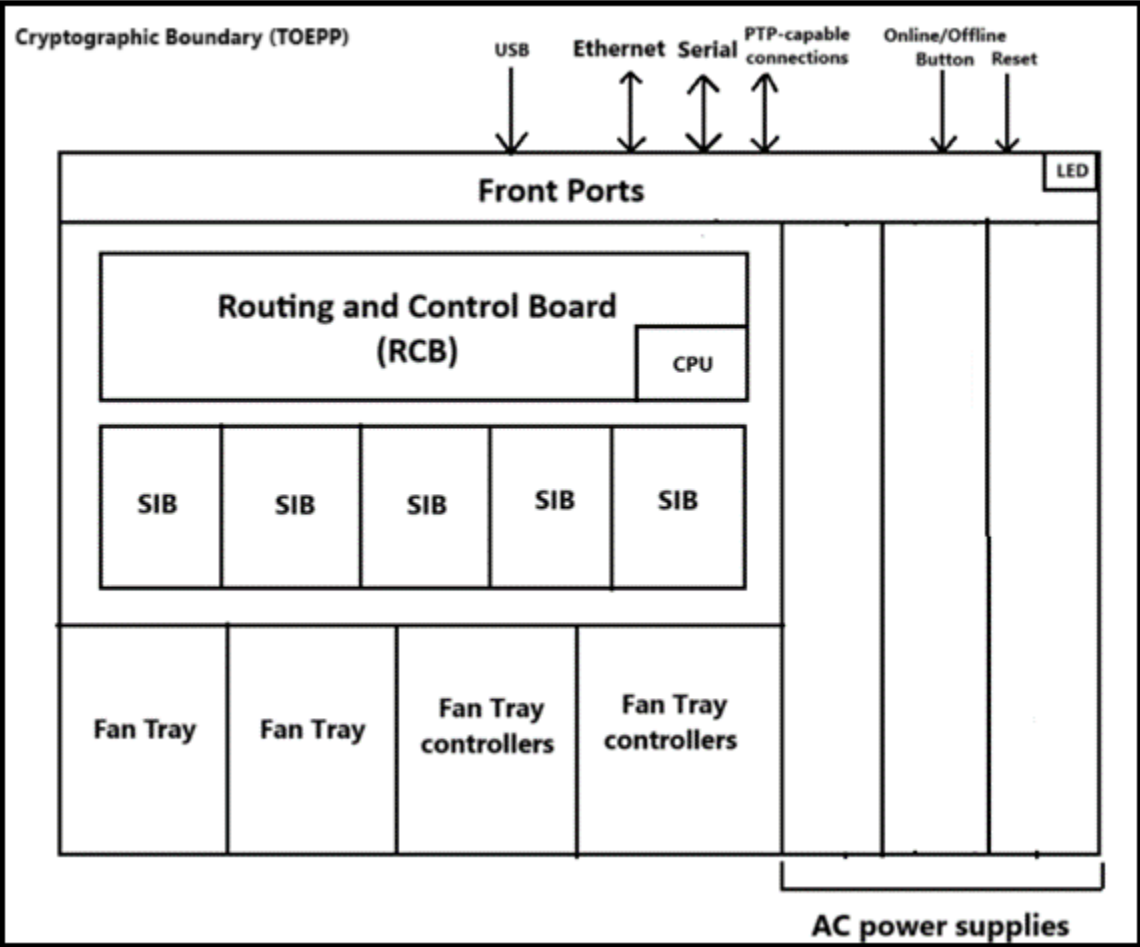 Cryptographic Boundary (TOEPP)
USB
Ethernet
Serial
PTP-capable
connections
Online/Offline
Button
Reset
LED
Front Ports
Routing and Control Board
(RCB)
CPU
SIB
SIB
SIB
SIB
SIB
Fan Tray
Fan Tray
Fan Tray
controllers
Fan Tray
controllers
AC power supplies